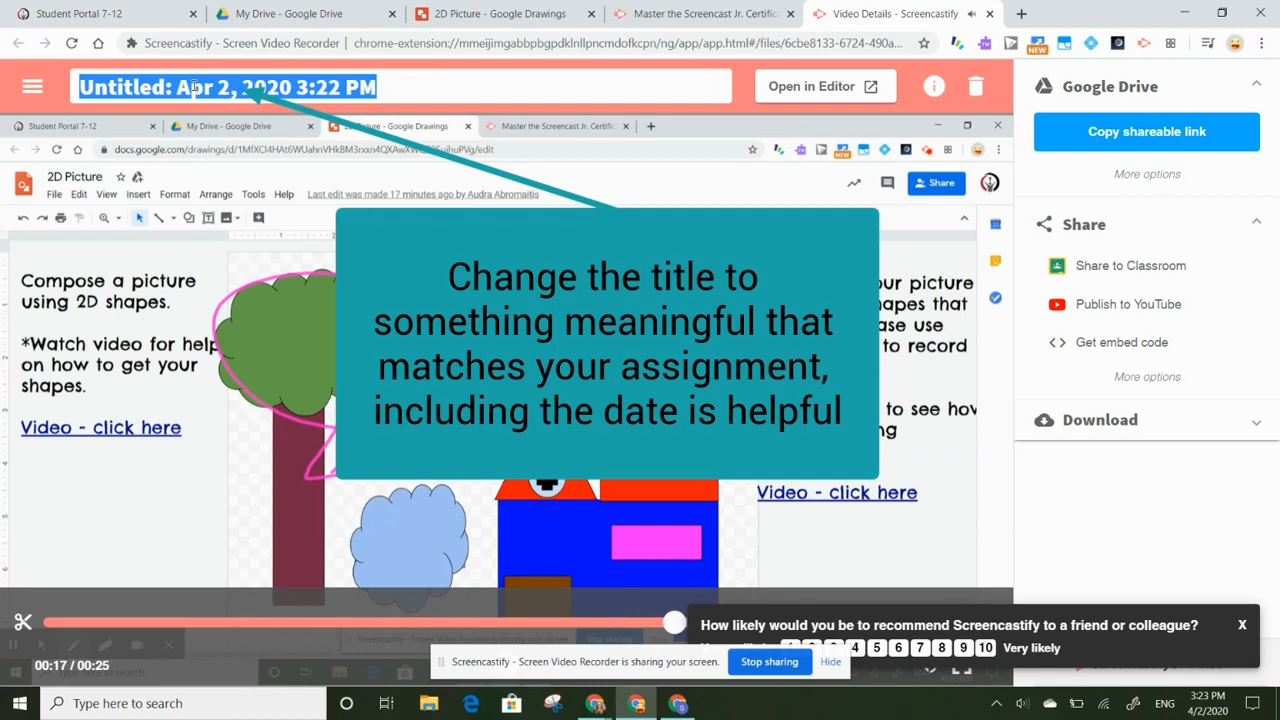 Student Portal 7-12
My Drive - Google Drive
2D Picture - Google Drawings
Master the Screencast Jr. Certific
Video Details - Screencastify
Screencastify - Screen Video Recorder | chrome-extension://mmeijimgabbpbgpdklnllpncmdofkcpn/ng/app/app.html#/files/6cbe8133-6724-490a...
NEW
Untitled: Apr 2, 2020 3:22 PM
Open in Editor
Google Drive
Copy shareable link
More options
Share
Share to Classroom
Publish to YouTube
Get embed code
More options
Download
Student Portal 7-12
My Drive - Google Drive
2D Picture - Google Drawings
Master the Screencast Jr. Certific
NEW
2D Picture
File Edit View Insert Format Arrange Tools Help
Last edit was made 17 minutes ago by Audra Abromaitis
Share
Compose a picture
using 2D shapes.
*Watch video for help
on how to get your
shapes.
Video - click here
Change the title to
something meaningful that
matches your assignment,
including the date is helpful
ur picture
apes that
ase use
to record
to see how
ng
Video - click here
How likely would you be to recommend Screencastify to a friend or colleague?
X
4 5 6 7 8 9 10 Very likely
Screencastify - Screen Video Recorder is sharing your screen.
Stop sharing
Hide
00:17 / 00:25
Type here to search
ENG
3:23 PM
4/2/2020